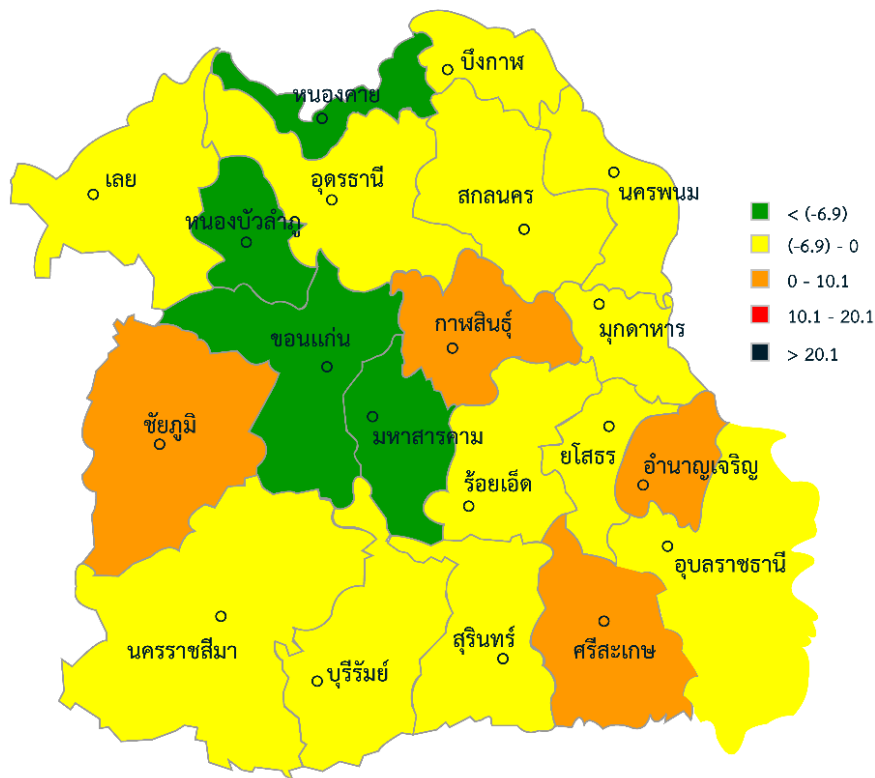 บึงกาฬ
หนองคาย
เลย
อุดรธานี
สกลนคร
นครพนม
หนองบัวลำภู
< (-6.9)
(-6.9) - 0
0 - 10.1
10.1 - 20.1
> 20.1
ขอนแก่น
กาฬสินธุ์
มุกดาหาร
ชัยภูมิ
มหาสารคาม
ร้อยเอ็ด
ยโสธร
อำนาญเจริญ
อุบลราชธานี
นครราชสีมา
บุรีรัมย์
สุรินทร์
ศรีสะเกษ